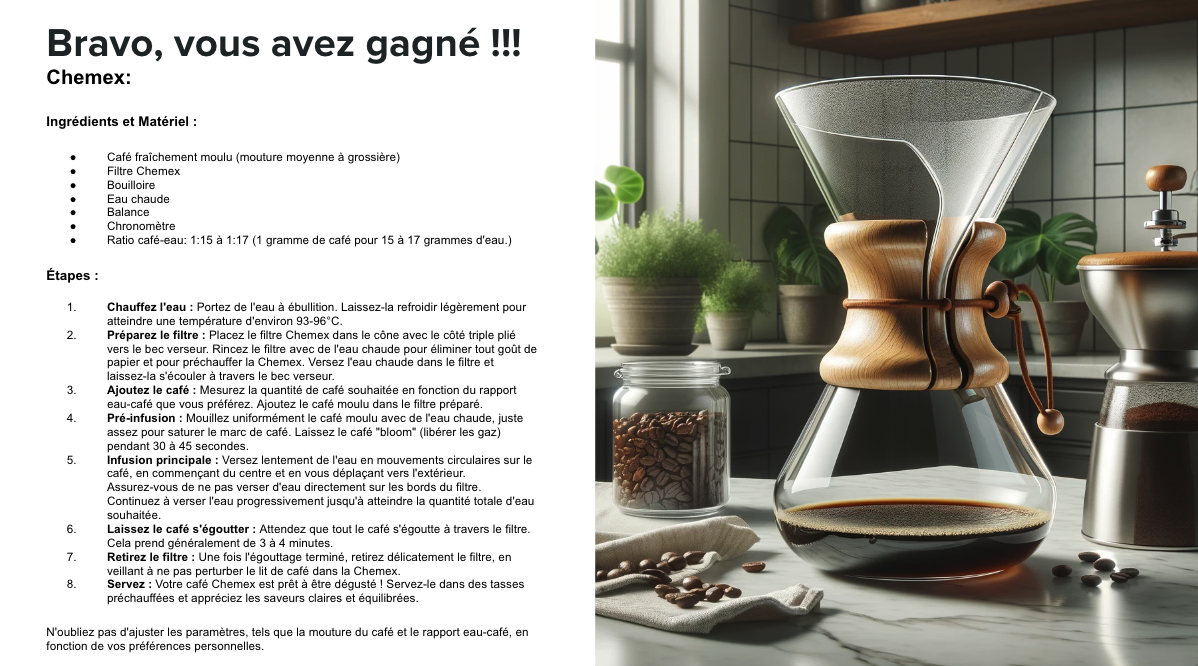 Bravo, vous avez gagné !!!
Chemex:
Ingrédients et Matériel :
● Café fraîchement moulu (mouture moyenne à grossière)
● Filtre Chemex
● Bouilloire
● Eau chaude
● Balance
● Chronomètre
● Ratio café-eau: 1:15 à 1:17 (1 gramme de café pour 15 à 17 grammes d'eau.)
Étapes :
1. Chauffez l'eau : Portez de l'eau à ébullition. Laissez-la refroidir légèrement pour
atteindre une température d'environ 93-96°C.
2. Préparez le filtre : Placez le filtre Chemex dans le cône avec le côté triple plié
vers le bec verseur. Rincez le filtre avec de l'eau chaude pour éliminer tout goût de
papier et pour préchauffer la Chemex. Versez l'eau chaude dans le filtre et
laissez-la s'écouler à travers le bec verseur.
3. Ajoutez le café : Mesurez la quantité de café souhaitée en fonction du rapport
eau-café que vous préférez. Ajoutez le café moulu dans le filtre préparé.
4. Pré-infusion : Mouillez uniformément le café moulu avec de l'eau chaude, juste
assez pour saturer le marc de café. Laissez le café "bloom" (libérer les gaz)
pendant 30 à 45 secondes.
5. Infusion principale : Versez lentement de l'eau en mouvements circulaires sur le
café, en commençant du centre et en vous déplaçant vers l'extérieur.
Assurez-vous de ne pas verser d'eau directement sur les bords du filtre.
Continuez à verser l'eau progressivement jusqu'à atteindre la quantité totale d'eau
souhaitée.
6. Laissez le café s'égoutter : Attendez que tout le café s'égoutte à travers le filtre.
Cela prend généralement de 3 à 4 minutes.
7. Retirez le filtre : Une fois l'égouttage terminé, retirez délicatement le filtre, en
veillant à ne pas perturber le lit de café dans la Chemex.
8. Servez : Votre café Chemex est prêt à être dégusté ! Servez-le dans des tasses
préchauffées et appréciez les saveurs claires et équilibrées.
N'oubliez pas d'ajuster les paramètres, tels que la mouture du café et le rapport eau-café, en
fonction de vos préférences personnelles.